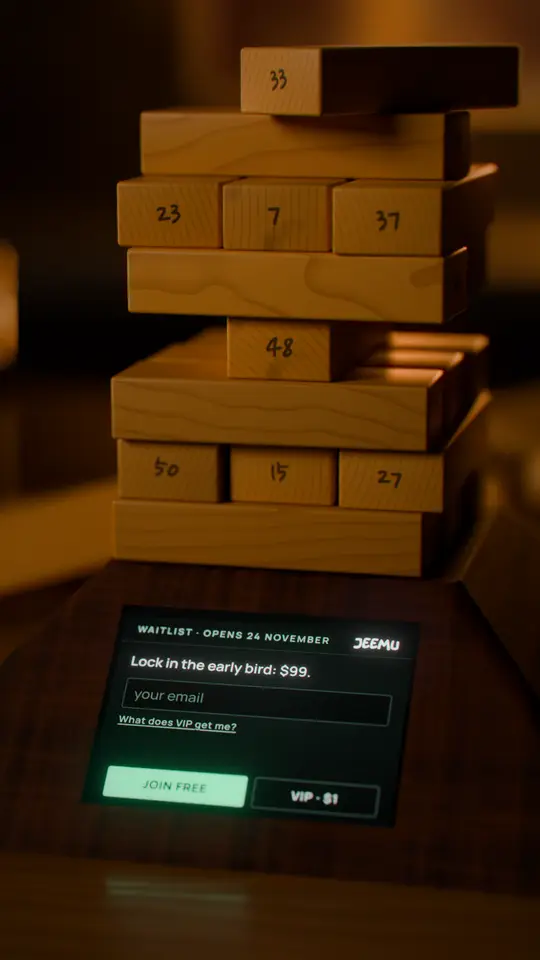 33
23 7 37
48
50 15 27
WAITLIST · OPENS 24 NOVEMBER JEEMU
Lock in the early bird: $99.
your email
What does VIP get me?
JOIN FREE VIP · $1